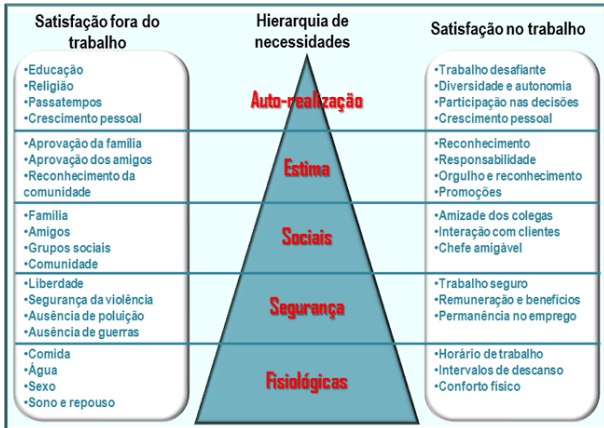 Satisfação fora do
trabalho
Hierarquia de
necessidades
Satisfação no trabalho
•Educação
•Religião
•Passatempos
•Crescimento pessoal
Auto-realização
•Trabalho desafiante
•Diversidade e autonomia
•Participação nas decisões
•Crescimento pessoal
•Aprovação da família
•Aprovação dos amigos
•Reconhecimento da
comunidade
Estima
•Reconhecimento
•Responsabilidade
•Orgulho e reconhecimento
•Promoções
•Família
•Amigos
•Grupos sociais
•Comunidade
Sociais
•Amizade dos colegas
•Interação com clientes
•Chefe amigável
•Liberdade
•Segurança da violência
•Ausência de poluição
•Ausência de guerras
Segurança
•Trabalho seguro
•Remuneração e benefícios
•Permanência no emprego
•Comida
•Água
•Sexo
•Sono e repouso
Fisiológicas
•Horário de trabalho
•Intervalos de descanso
•Conforto físico